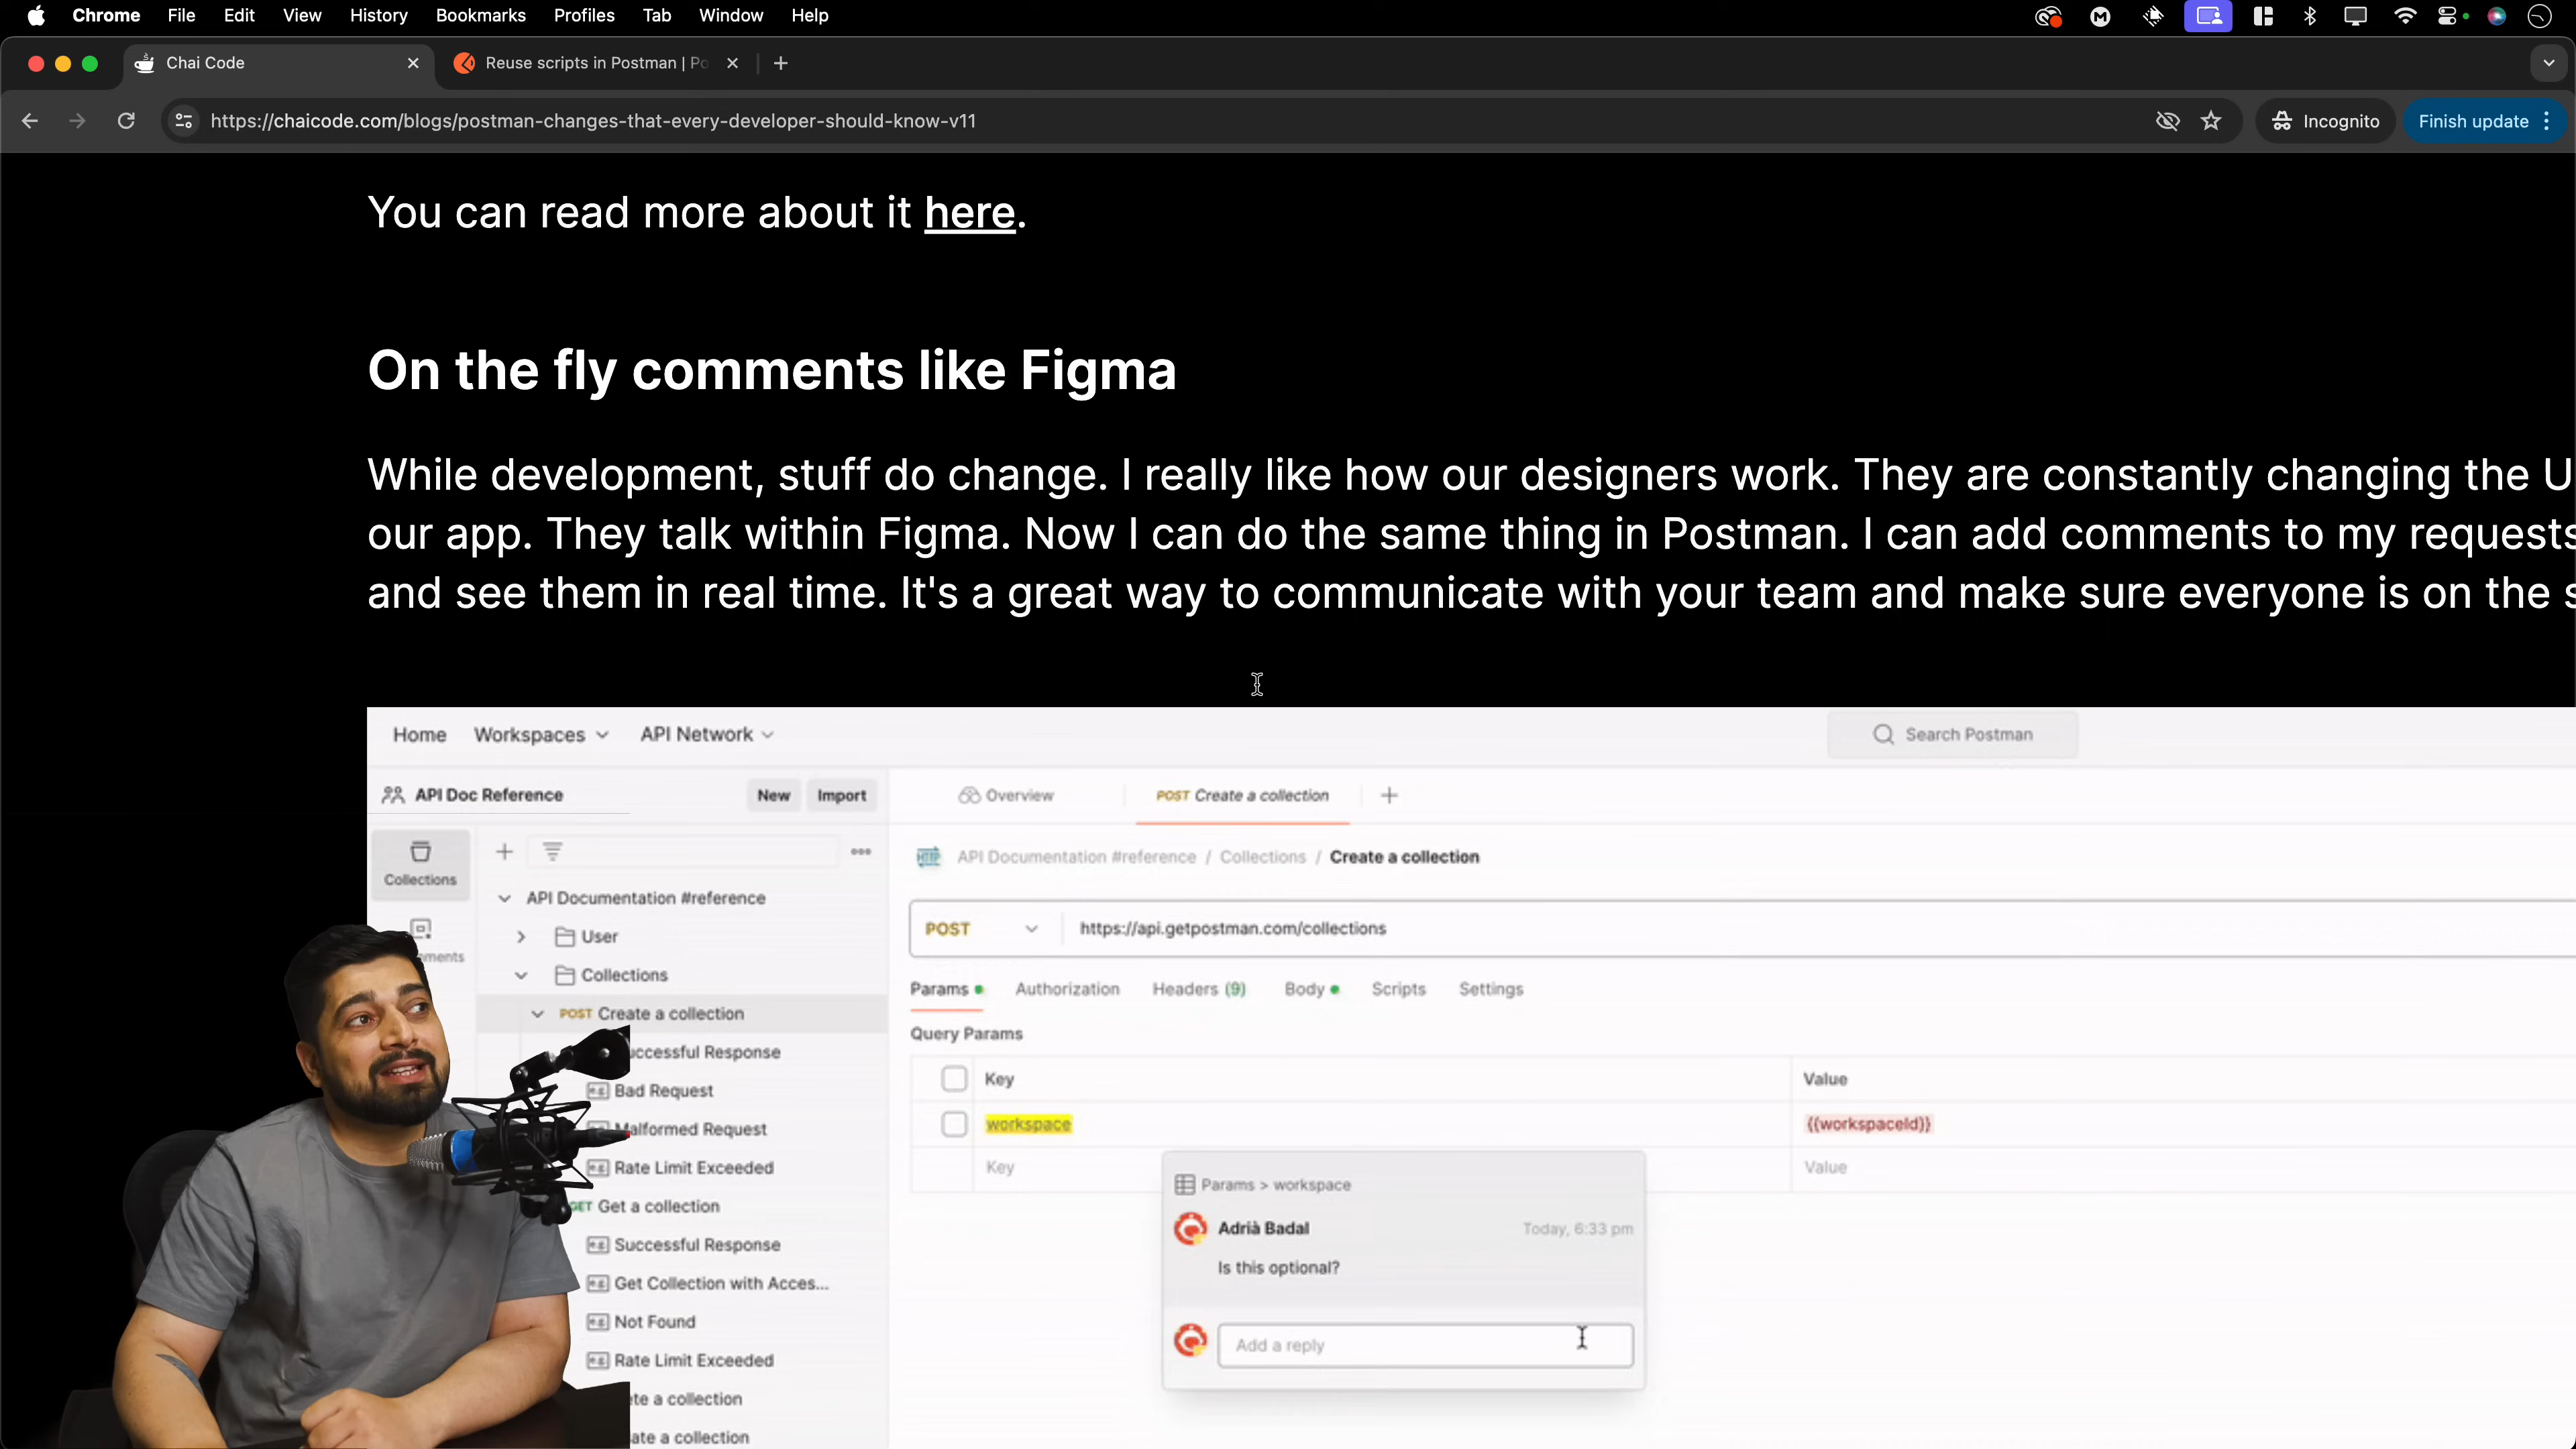 Chrome File Edit View History Bookmarks Profiles Tab Window Help
Chai Code
Reuse scripts in Postman | Po
https://chaicode.com/blogs/postman-changes-that-every-developer-should-know-v11
Incognito
Finish update
You can read more about it here.
On the fly comments like Figma
While development, stuff do change. I really like how our designers work. They are constantly changing the U
our app. They talk within Figma. Now I can do the same thing in Postman. I can add comments to my requests
and see them in real time. It's a great way to communicate with your team and make sure everyone is on the s
Home Workspaces API Network Search Postman
API Doc Reference New Import
Overview POST Create a collection
Collections
API Documentation #reference / Collections / Create a collection
API Documentation #reference
POST https://api.getpostman.com/collections
User
ments
Collections
Params Authorization Headers (9) Body Scripts Settings
POST Create a collection
Query Params
uccessful Response
Key Value
Bad Request
workspace {{workspaceId}}
Malformed Request
Key Value
Rate Limit Exceeded
Params > workspace
GET Get a collection
Adrià Badal Today, 6:33 pm
Successful Response
Is this optional?
Get Collection with Acces...
Not Found
Add a reply
Rate Limit Exceeded
te a collection
ate a collection